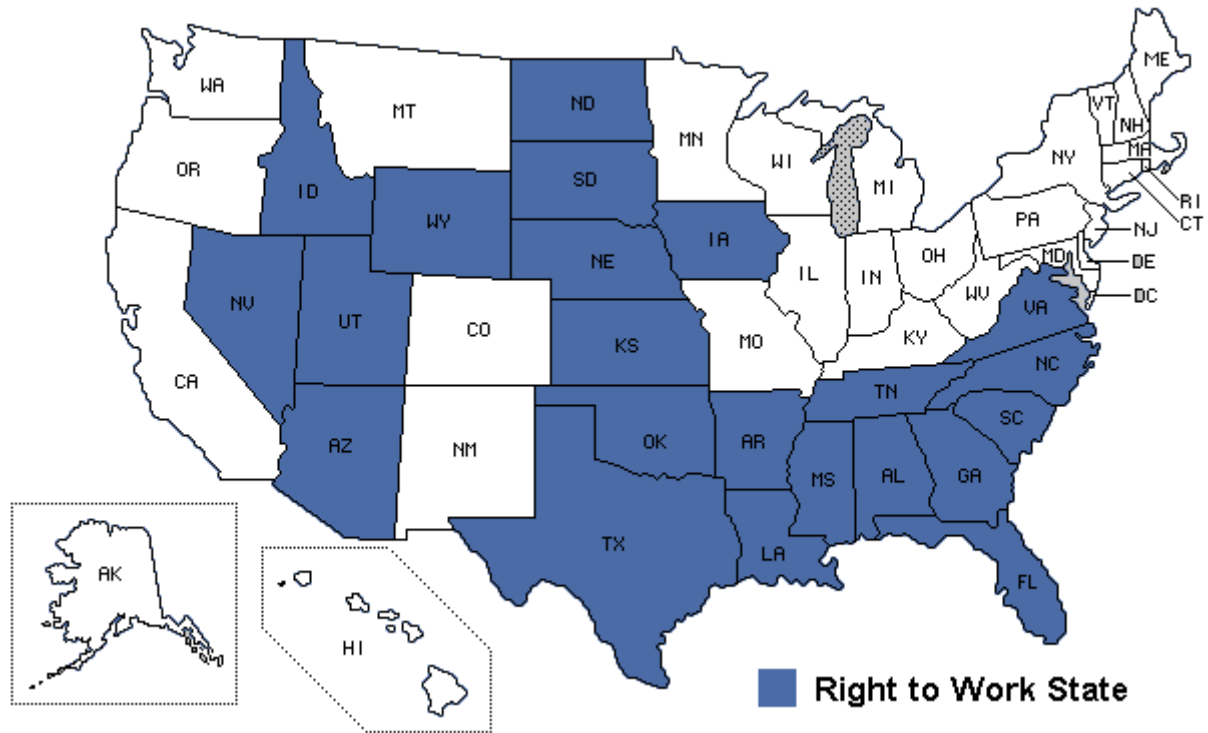 ME
WA
VT
ND
MT
NH
MN
MA
WI
NY
OR
SD
MI
ID
RI
PA
CT
WY
NJ
IA
OH
MD
NE
DE
IL
IN
WV
DC
NV
VA
UT
CO
KS
MO
KY
NC
CA
TN
SC
AZ
OK
AR
NM
MS
AL
GA
TX
LA
AK
FL
HI
Right to Work State